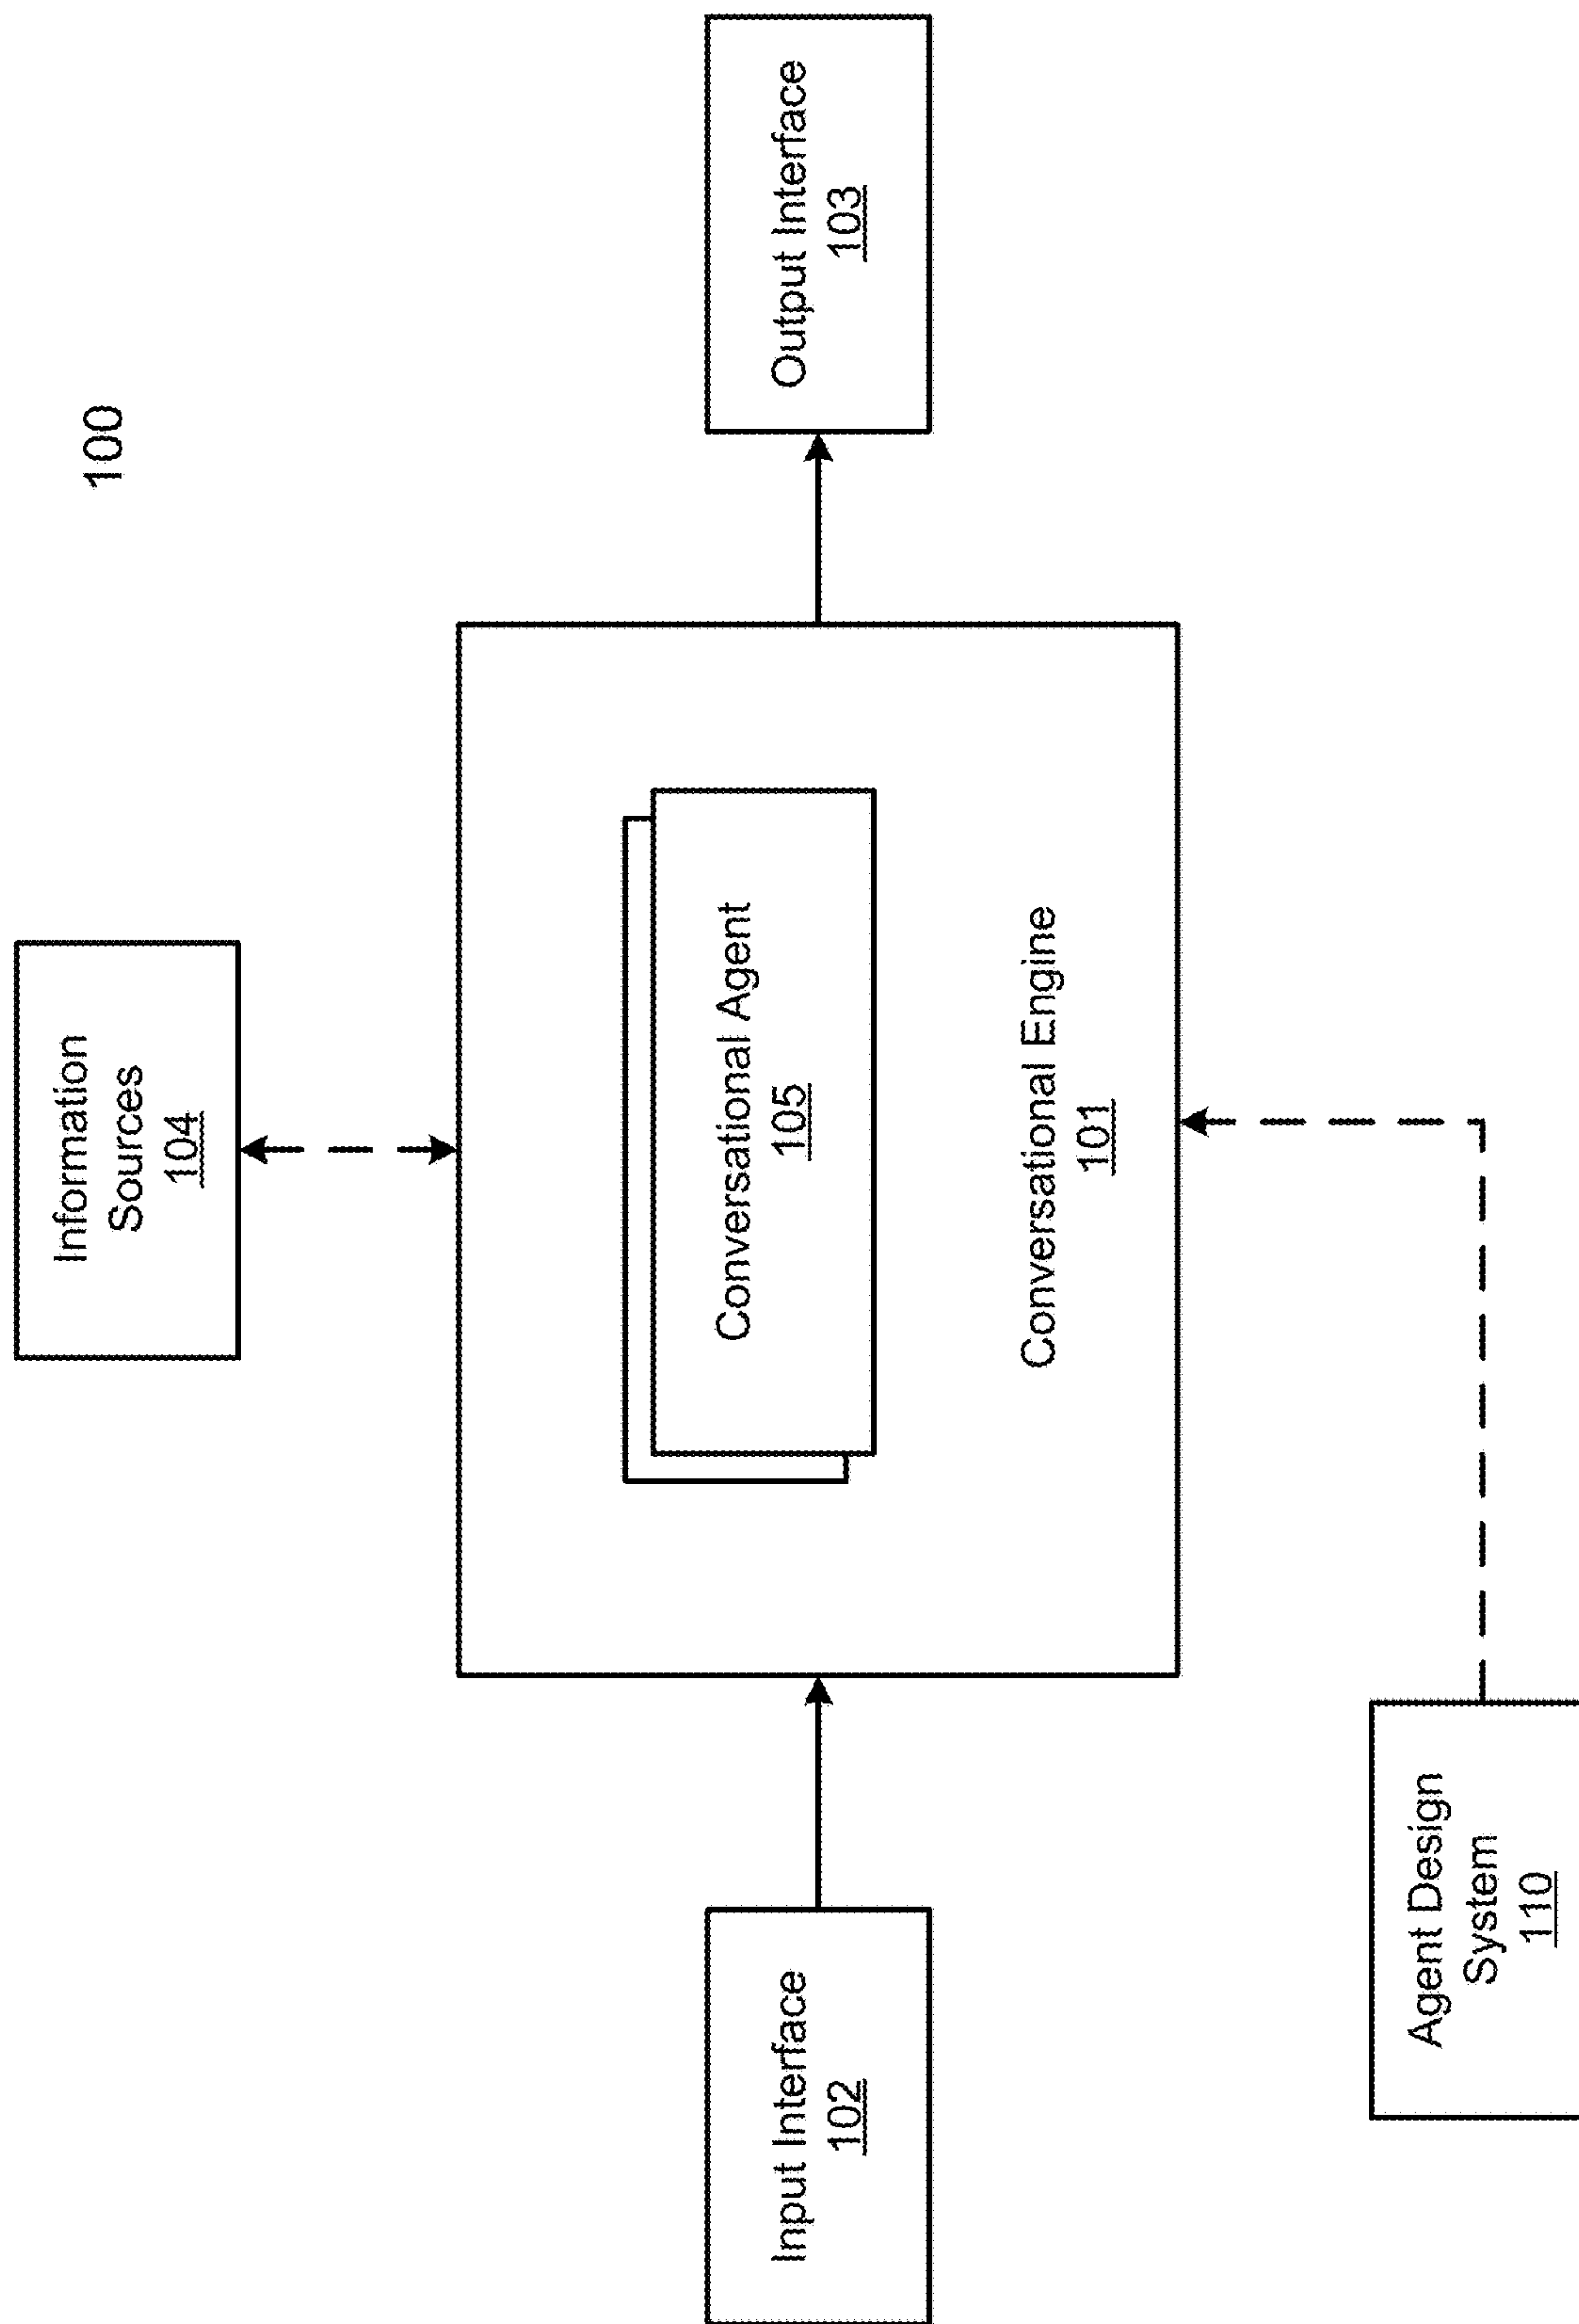 100
Information
Sources
104
Input Interface
102
Conversational Agent
105
Conversational Engine
101
Output Interface
103
Agent Design
System
110